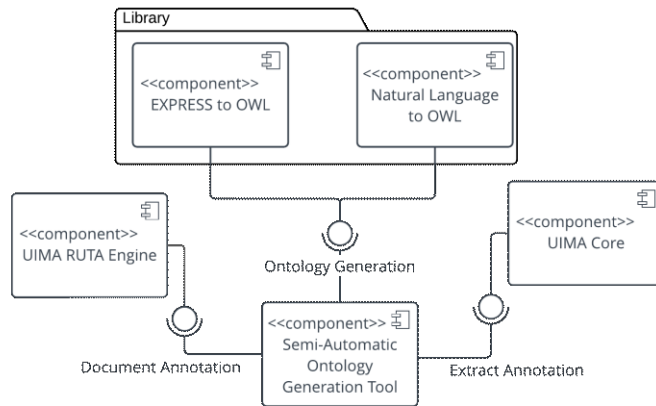 Library
<<component>>
EXPRESS to OWL
<<component>>
Natural Language
to OWL
<<component>>
UIMA RUTA Engine
<<component>>
UIMA Core
Ontology Generation
<<component>>
Semi-Automatic
Ontology
Generation Tool
Document Annotation
Extract Annotation